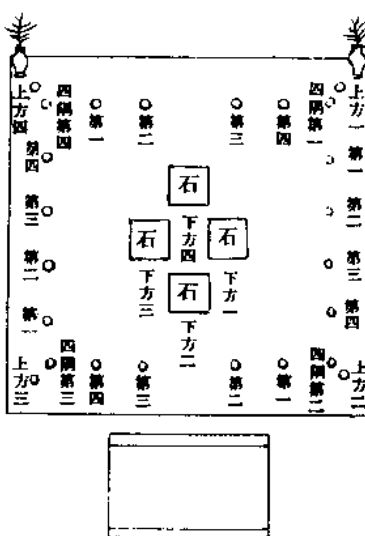 上方四
四隅第四
第一
第二
第三
第四
四隅第一
上方一
第四
第三
第二
第一
石
石
石
石
下方四
下方三
下方一
下方二
第一
第二
第三
第四
上方三
四隅第三
第四
第三
第二
第一
四隅第二
上方二